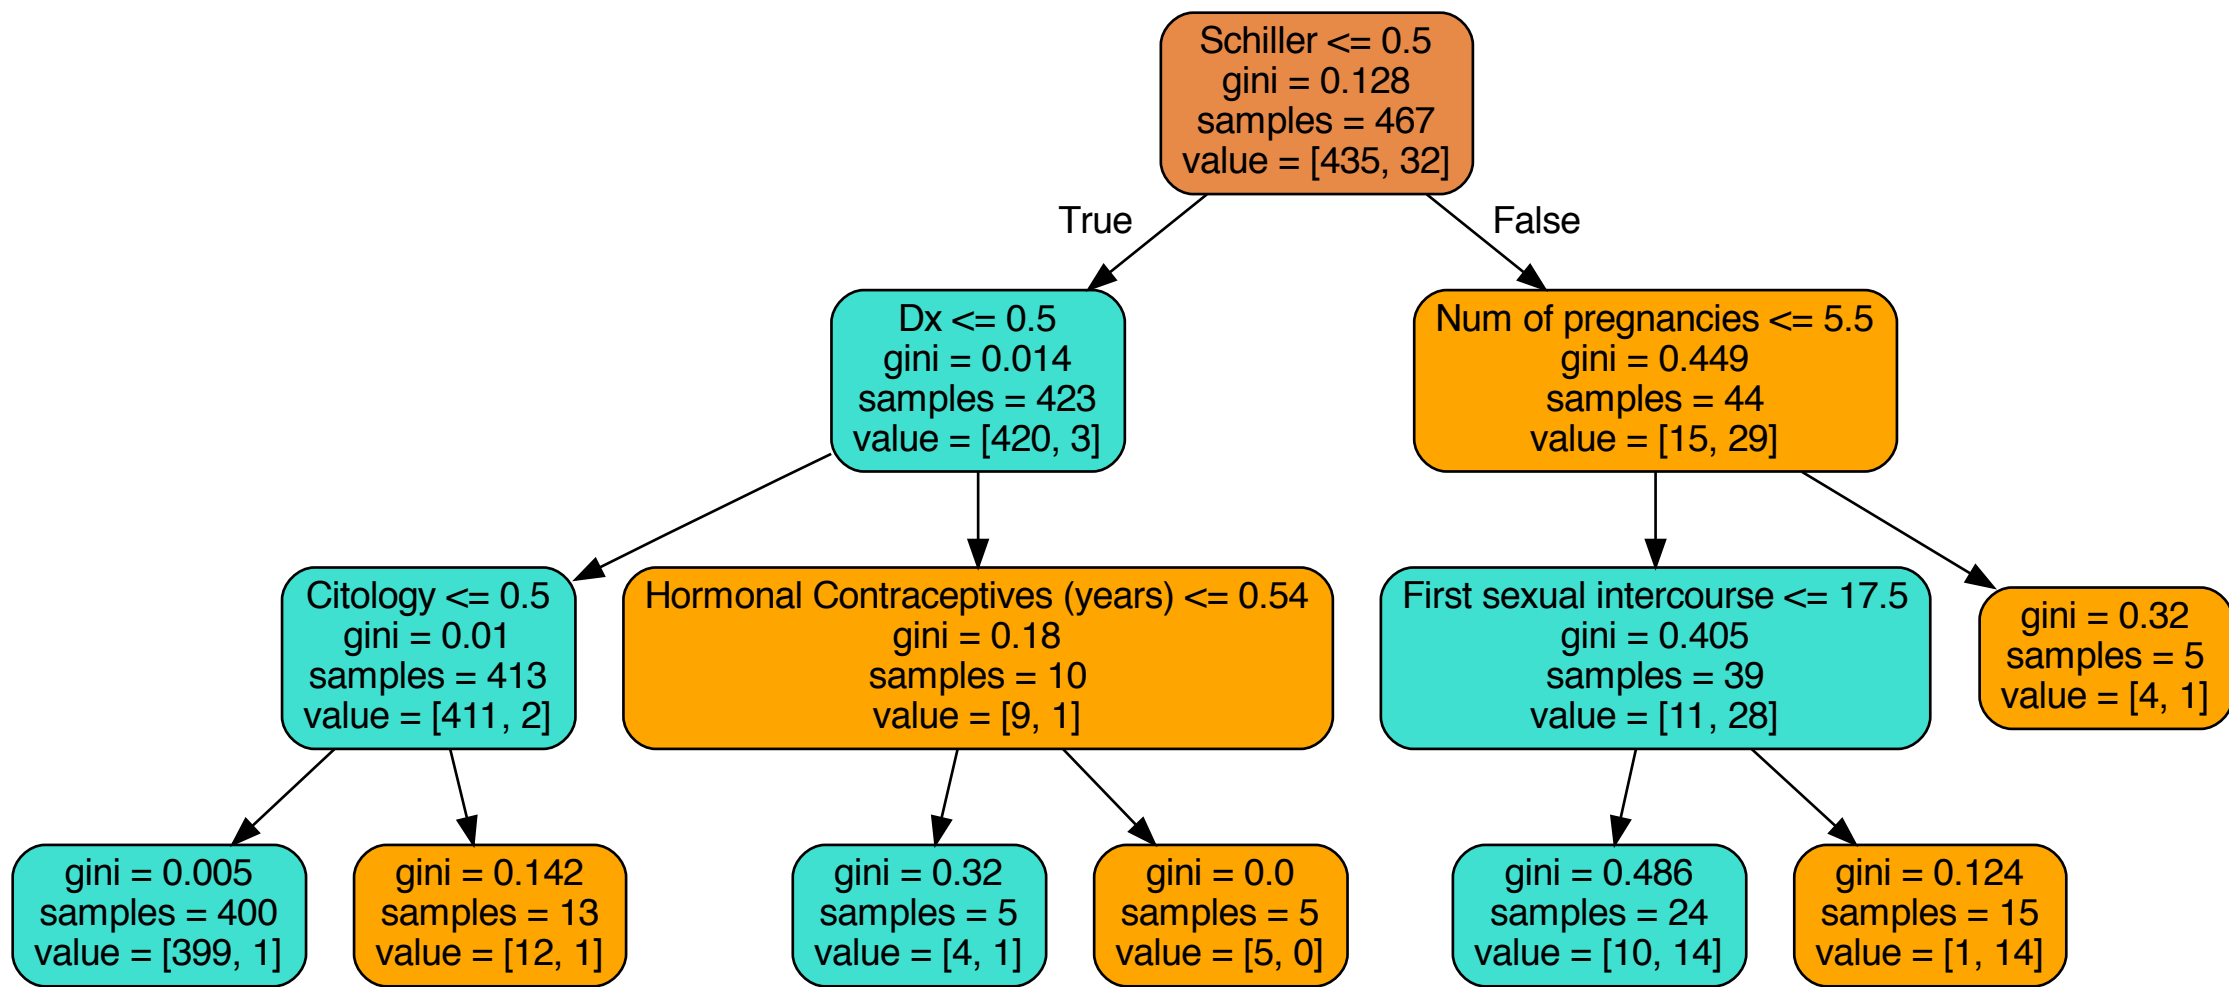 Schiller <= 0.5
gini = 0.128
samples = 467
value = [435, 32]
True
False
Dx <= 0.5
gini = 0.014
samples = 423
value = [420, 3]
Num of pregnancies <= 5.5
gini = 0.449
samples = 44
value = [15, 29]
Citology <= 0.5
gini = 0.01
samples = 413
value = [411, 2]
Hormonal Contraceptives (years) <= 0.54
gini = 0.18
samples = 10
value = [9, 1]
First sexual intercourse <= 17.5
gini = 0.405
samples = 39
value = [11, 28]
gini = 0.32
samples = 5
value = [4, 1]
gini = 0.005
samples = 400
value = [399, 1]
gini = 0.142
samples = 13
value = [12, 1]
gini = 0.32
samples = 5
value = [4, 1]
gini = 0.0
samples = 5
value = [5, 0]
gini = 0.486
samples = 24
value = [10, 14]
gini = 0.124
samples = 15
value = [1, 14]